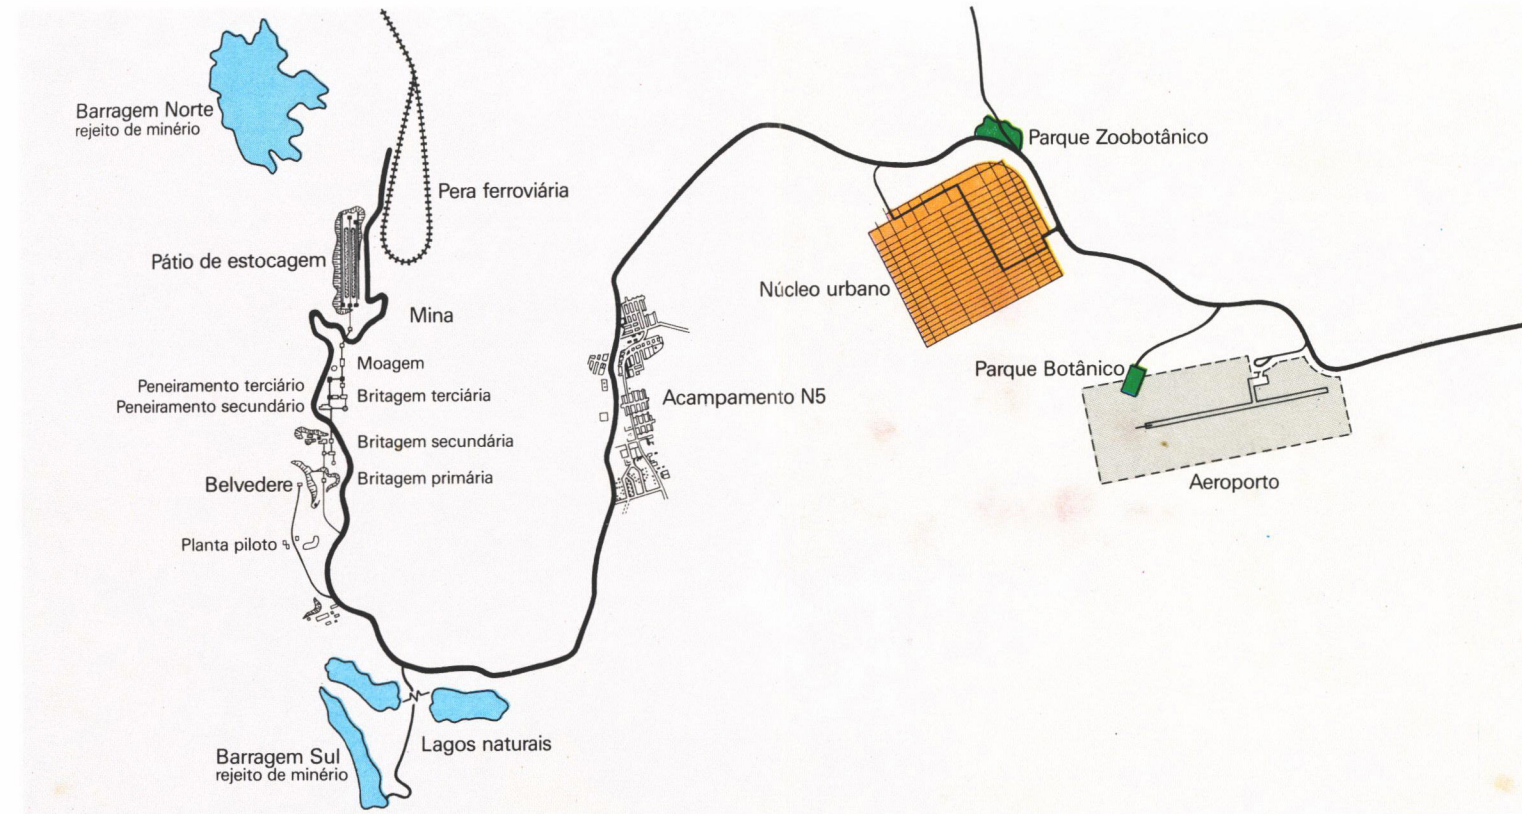 Barragem Norte
rejeito de minério
Pera ferroviária
Parque Zoobotânico
Pátio de estocagem
Mina
Núcleo urbano
Moagem
Peneiramento terciário
Peneiramento secundário
Britagem terciária
Parque Botânico
Acampamento N5
Britagem secundária
Belvedere
Britagem primária
Aeroporto
Planta piloto
Lagos naturais
Barragem Sul
rejeito de minério